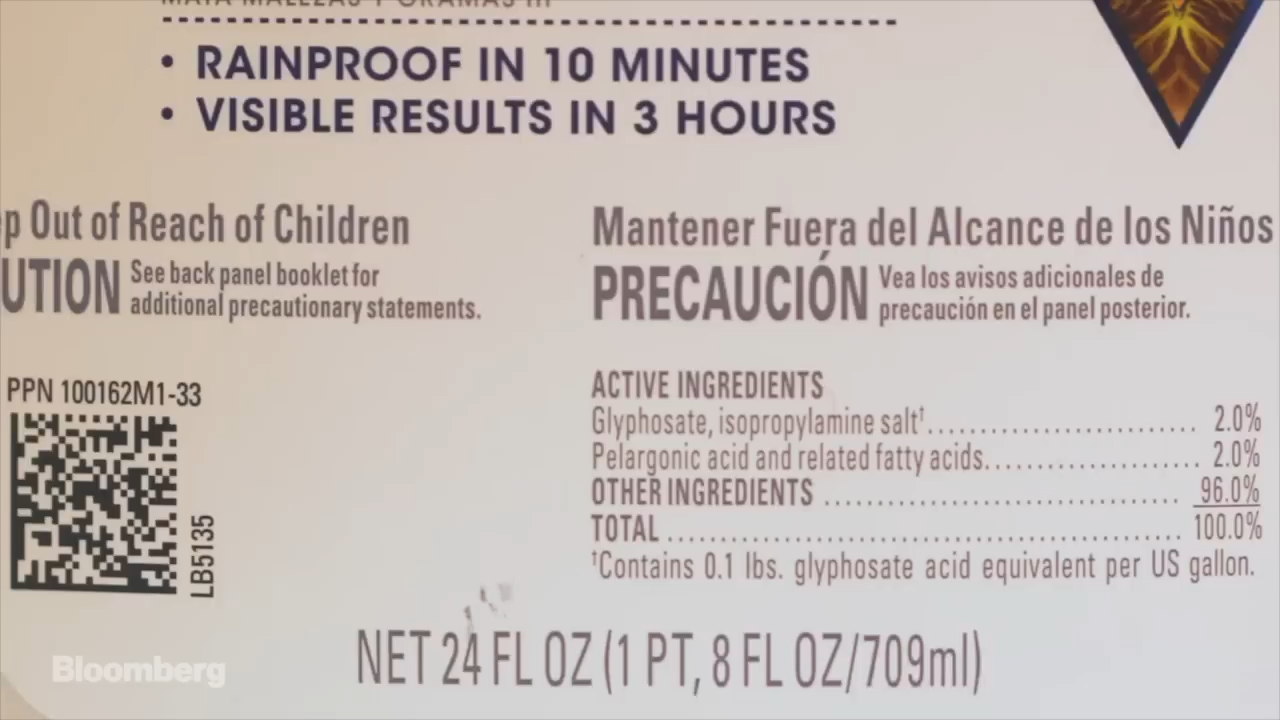 MATA MALEZAS Y GRAMAS III
• RAINPROOF IN 10 MINUTES
• VISIBLE RESULTS IN 3 HOURS
p Out of Reach of Children
UTION See back panel booklet for
additional precautionary statements.
Mantener Fuera del Alcance de los Niños
PRECAUCIÓN Vea los avisos adicionales de
precaución en el panel posterior.
PPN 100162M1-33
LB5135
ACTIVE INGREDIENTS
Glyphosate, isopropylamine salt†.......................... 2.0%
Pelargonic acid and related fatty acids..................... 2.0%
OTHER INGREDIENTS .................................. 96.0%
TOTAL .................................................. 100.0%
†Contains 0.1 lbs. glyphosate acid equivalent per US gallon.
NET 24 FL OZ (1 PT, 8 FL OZ/709ml)
Bloomberg